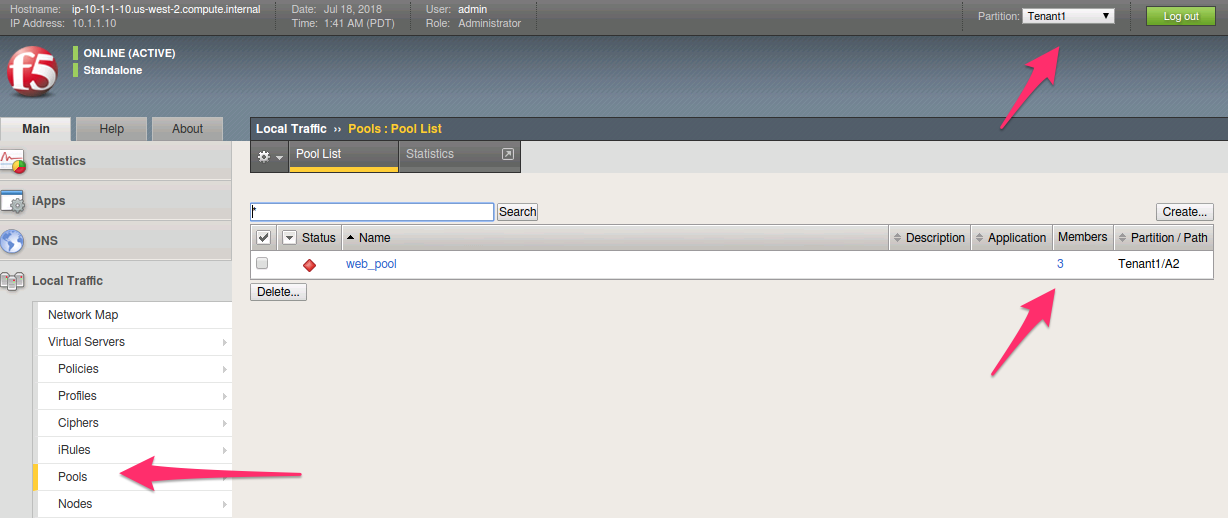 Hostname: ip-10-1-1-10.us-west-2.compute.internal Date: Jul 18, 2018 User: admin Partition: Tenant1 Log out
IP Address: 10.1.1.10 Time: 1:41 AM (PDT) Role: Administrator
f5
ONLINE (ACTIVE)
Standalone
Main Help About
Local Traffic ›› Pools : Pool List
Pool List Statistics
Statistics
iApps
DNS
Local Traffic
Network Map
Virtual Servers
Policies
Profiles
Ciphers
iRules
Pools
Nodes
* Search Create...
Status Name Description Application Members Partition / Path
web_pool 3 Tenant1/A2
Delete...